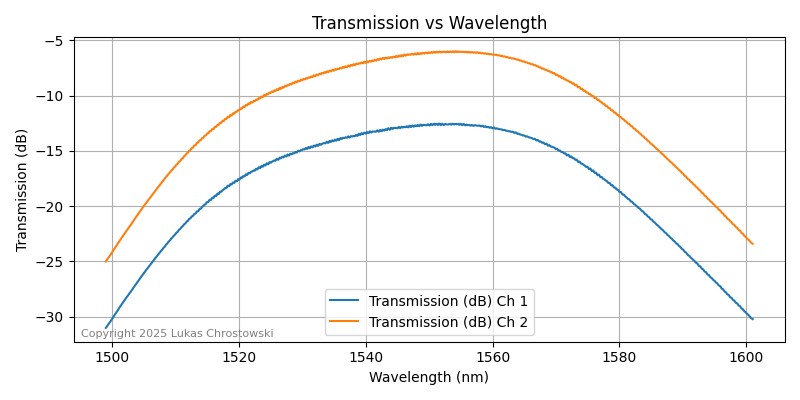 Transmission vs Wavelength
Transmission (dB)
−5
−10
−15
−20
−25
−30
Transmission (dB) Ch 1
Transmission (dB) Ch 2
Copyright 2025 Lukas Chrostowski
1500 1520 1540 1560 1580 1600
Wavelength (nm)